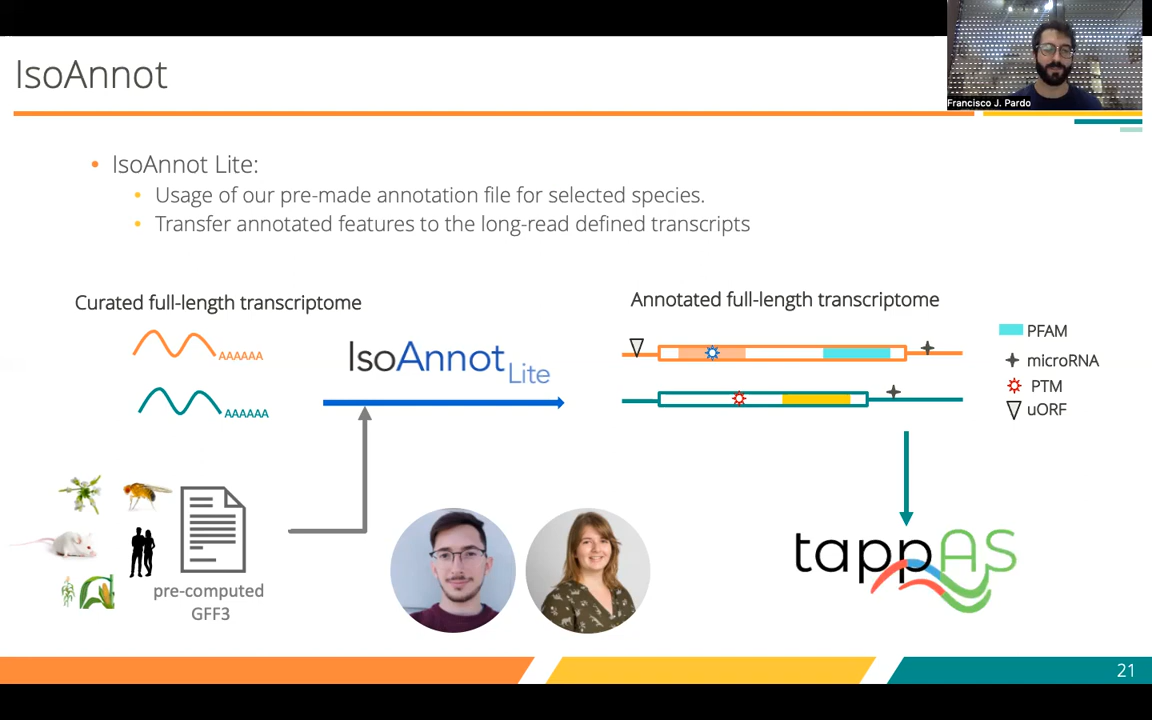 IsoAnnot
Francisco J. Pardo
• IsoAnnot Lite:
• Usage of our pre-made annotation file for selected species.
• Transfer annotated features to the long-read defined transcripts
Curated full-length transcriptome
AAAAAA
AAAAAA
IsoAnnot Lite
pre-computed
GFF3
Annotated full-length transcriptome
PFAM
microRNA
PTM
uORF
tappAS
21